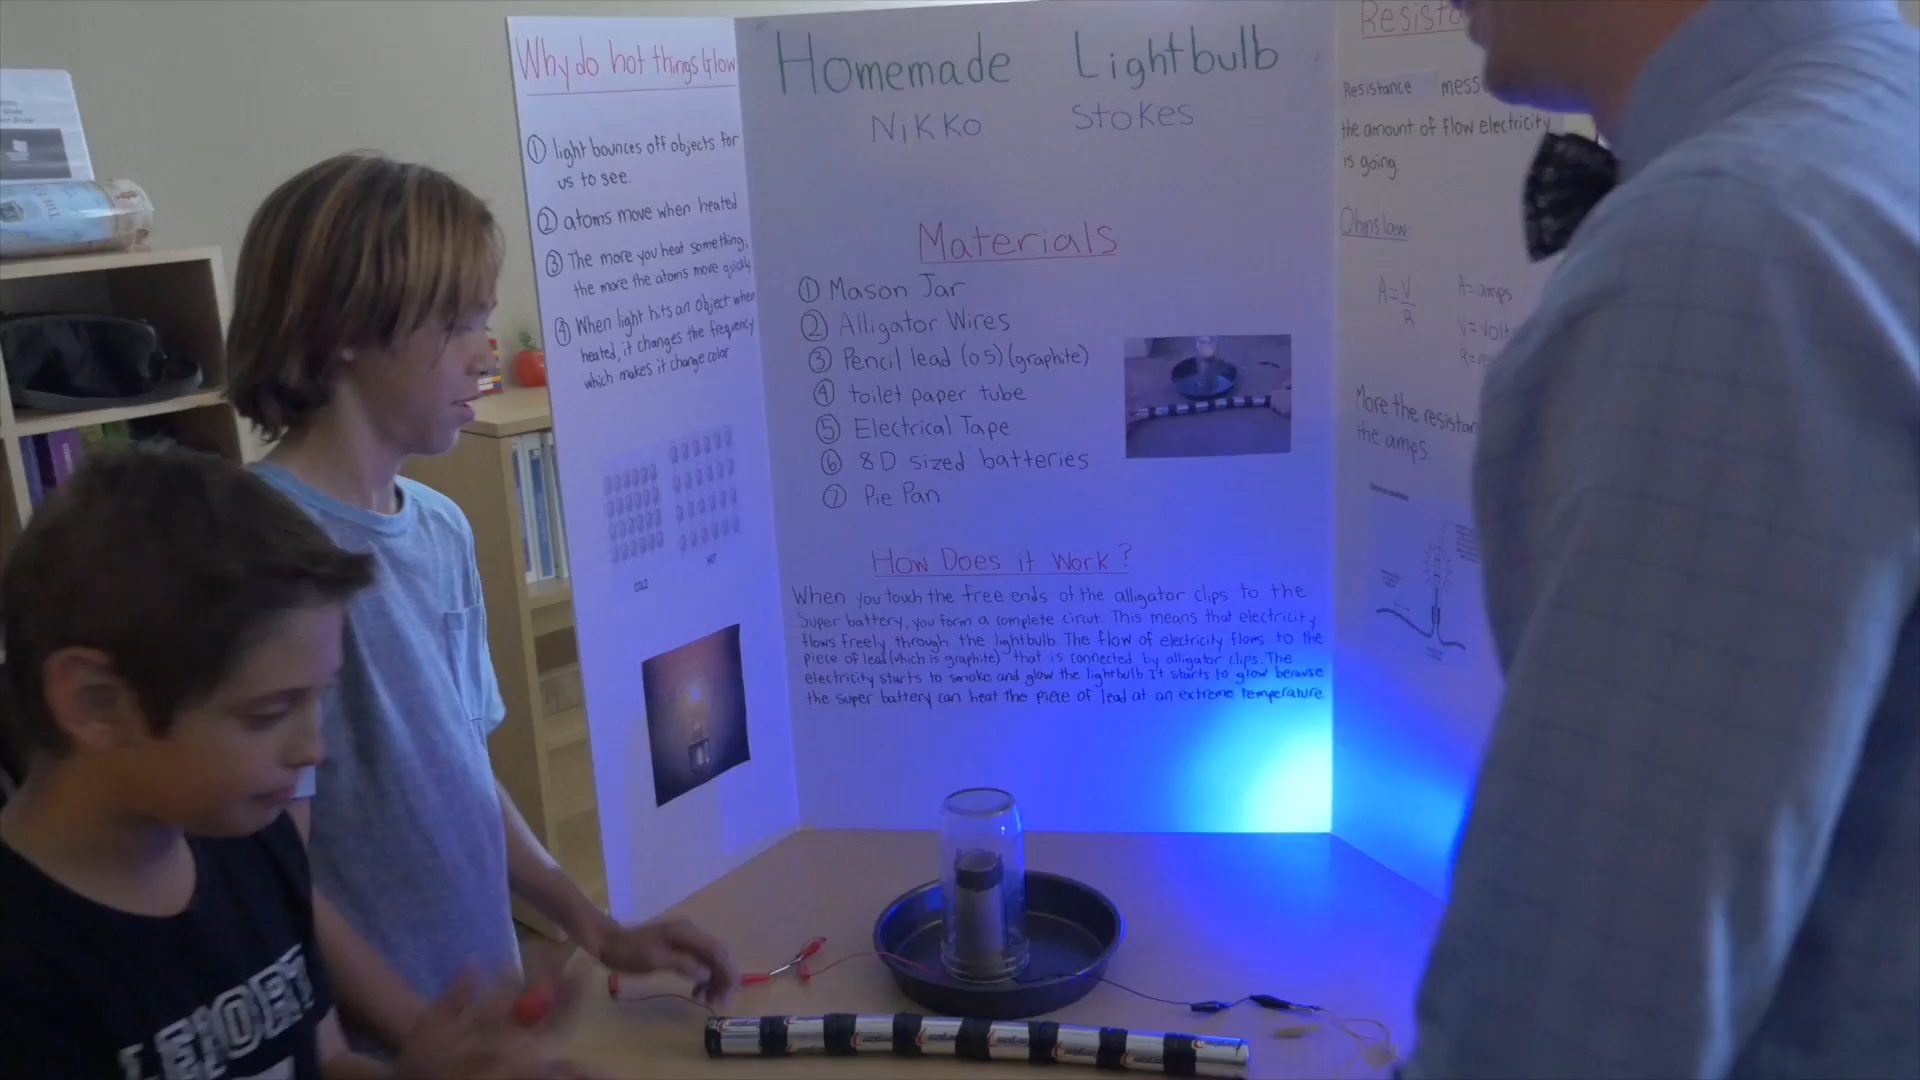 Why do hot things Glow
① light bounces off objects for
us to see.
② atoms move when heated
③ The more you heat something,
the more the atoms move quickly
④ When light hits an object when
heated, it changes the frequency
which makes it change color
COLD
HOT
Homemade Lightbulb
Nikko Stokes
Materials
① Mason Jar
② Alligator Wires
③ Pencil lead (0.5) (graphite)
④ toilet paper tube
⑤ Electrical Tape
⑥ 8 D sized batteries
⑦ Pie Pan
How Does it Work?
When you touch the free ends of the alligator clips to the
Super battery, you form a complete circut. This means that electricity
flows freely through the lightbulb. The flow of electricity flows to the
piece of lead (which is graphite) that is connected by alligator clips. The
electricity starts to smoke and glow the lightbulb. It starts to glow because
the super battery can heat the piece of lead at an extreme temperature
Resistance
the amount of flow electricity
is going.
Ohms law
A=V/R
A=amps
More the
the amps.